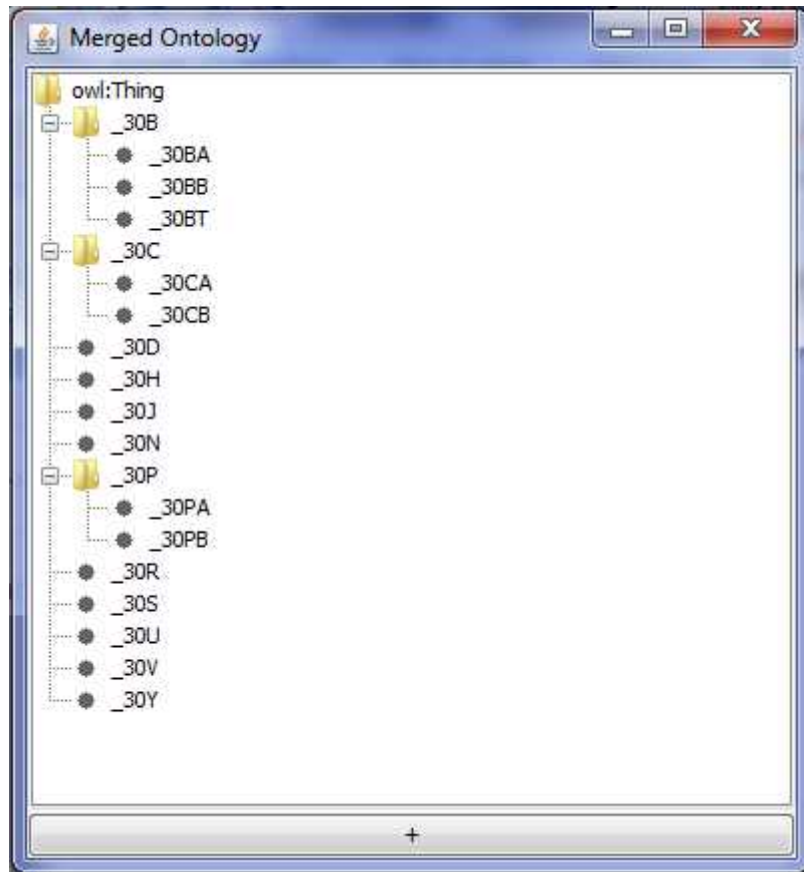 Merged Ontology
owl:Thing
_30B
_30BA
_30BB
_30BT
_30C
_30CA
_30CB
_30D
_30H
_30J
_30N
_30P
_30PA
_30PB
_30R
_30S
_30U
_30V
_30Y
+